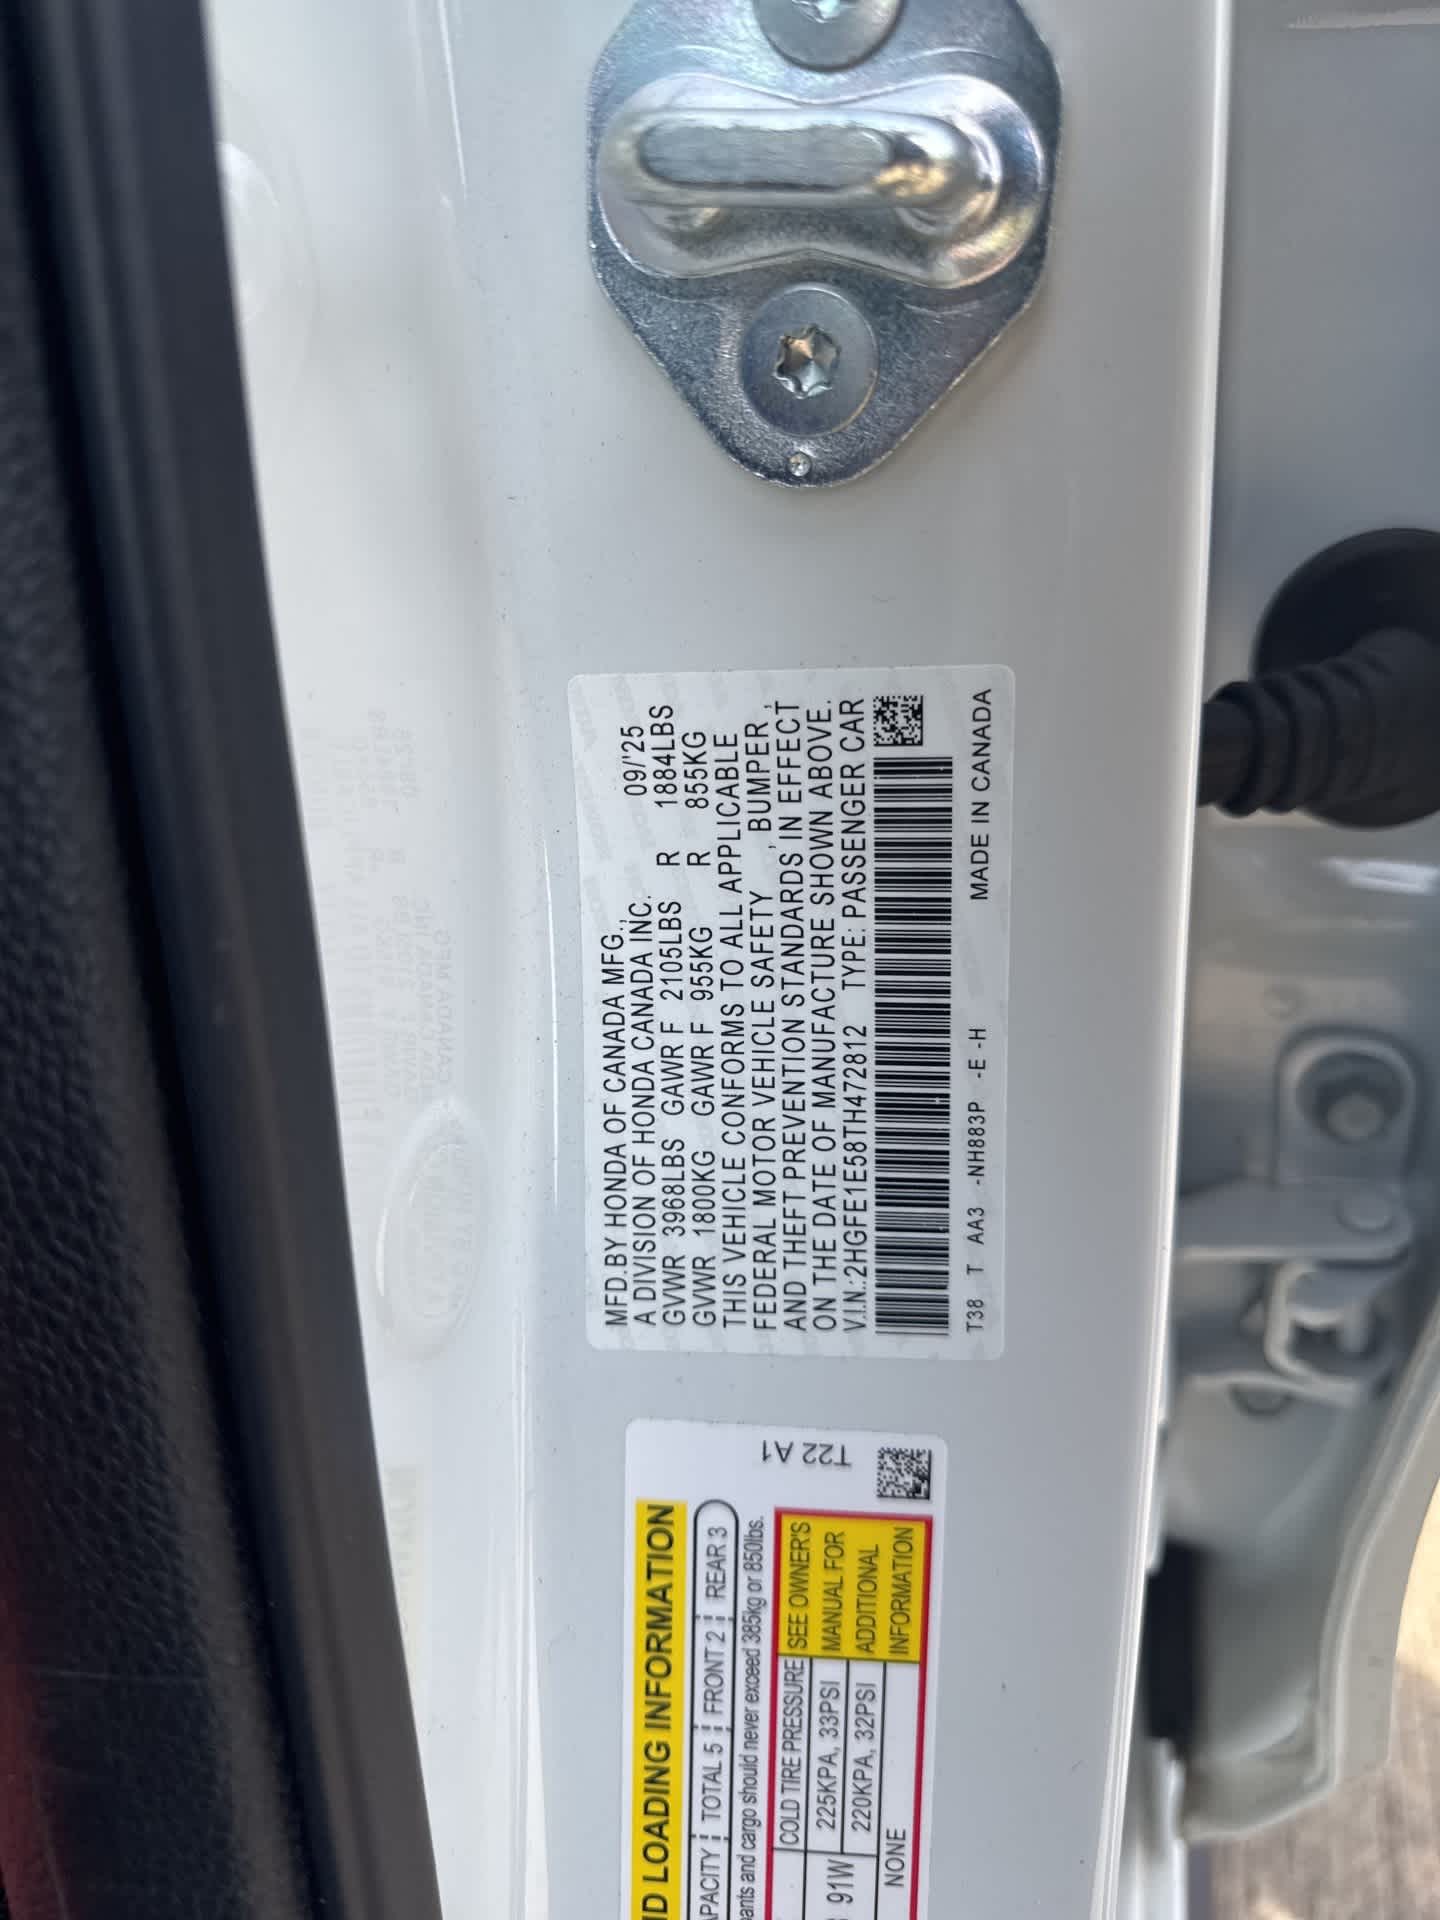 MFD.BY HONDA OF CANADA MFG.,
A DIVISION OF HONDA CANADA INC. 09/'25
GVWR 3968LBS GAWR F 2105LBS R 1884LBS
GVWR 1800KG GAWR F 955KG R 855KG
THIS VEHICLE CONFORMS TO ALL APPLICABLE
FEDERAL MOTOR VEHICLE SAFETY, BUMPER,
AND THEFT PREVENTION STANDARDS IN EFFECT
ON THE DATE OF MANUFACTURE SHOWN ABOVE.
V.I.N.:2HGFE1E58TH472812 TYPE: PASSENGER CAR
T38 T AA3 -NH883P -E -H MADE IN CANADA
T22 A1
LOADING INFORMATION
TOTAL 5 FRONT 2 REAR 3
and cargo should never exceed 385kg or 850lbs.
COLD TIRE PRESSURE
225KPA, 33PSI
91W 220KPA, 32PSI
NONE
SEE OWNER'S
MANUAL FOR
ADDITIONAL
INFORMATION